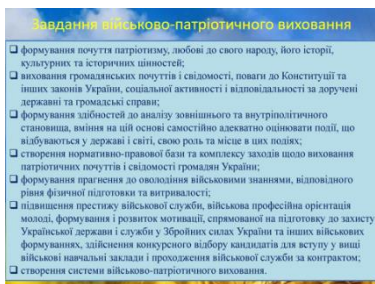 Завдання військово-патріотичного виховання
❑ формування почуття патріотизму, любові до свого народу, його історії,
культурних та історичних цінностей;
❑ виховання громадянських почуттів і свідомості, поваги до Конституції та
інших законів України, соціальної активності і відповідальності за доручені
державні та громадські справи;
❑ формування здібностей до аналізу зовнішнього та внутріполітичного
становища, вміння на цій основі самостійно адекватно оцінювати події, що
відбуваються у державі і світі, свою роль та місце в цих подіях;
❑ створення нормативно-правової бази та комплексу заходів щодо виховання
патріотичних почуттів і свідомості громадян України;
❑ формування прагнення до оволодіння військовими знаннями, відповідного
рівня фізичної підготовки та витривалості;
❑ підвищення престижу військової служби, військова професійна орієнтація
молоді, формування і розвиток мотивації, спрямованої на підготовку до захисту
Української держави і служби у Збройних силах України та інших військових
формуваннях, здійснення конкурсного відбору кандидатів для вступу у вищі
військові навчальні заклади і проходження військової служби за контрактом;
❑ створення системи військово-патріотичного виховання.